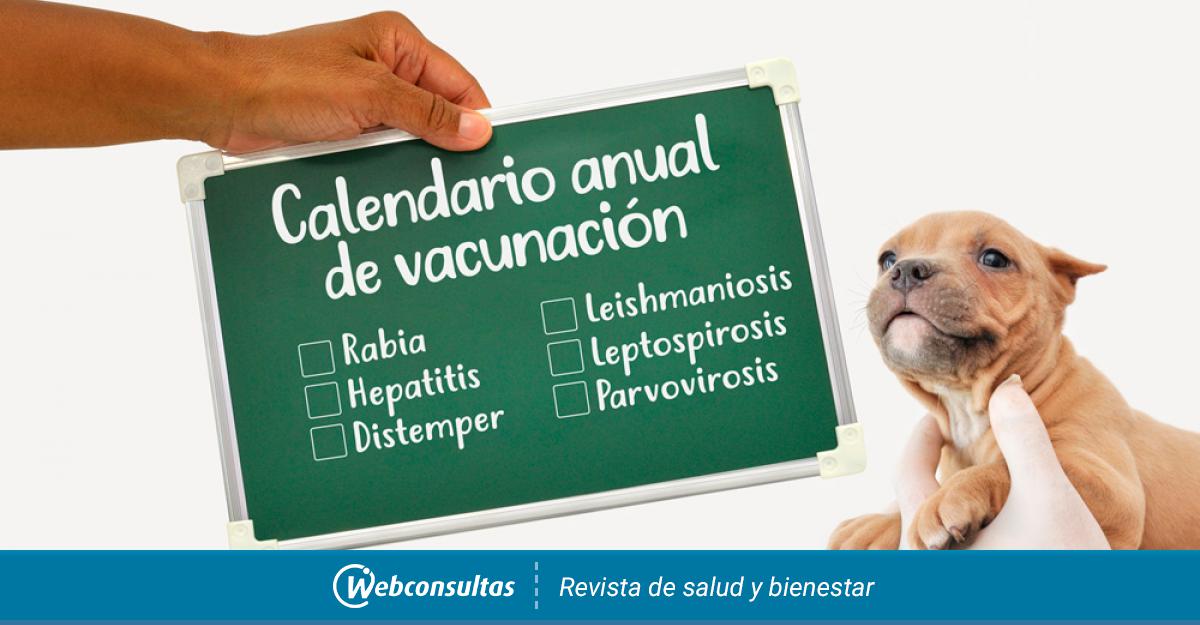 Calendario anual
de vacunación
Rabia
Hepatitis
Distemper
Leishmaniosis
Leptospirosis
Parvovirosis
Webconsultas
Revista de salud y bienestar